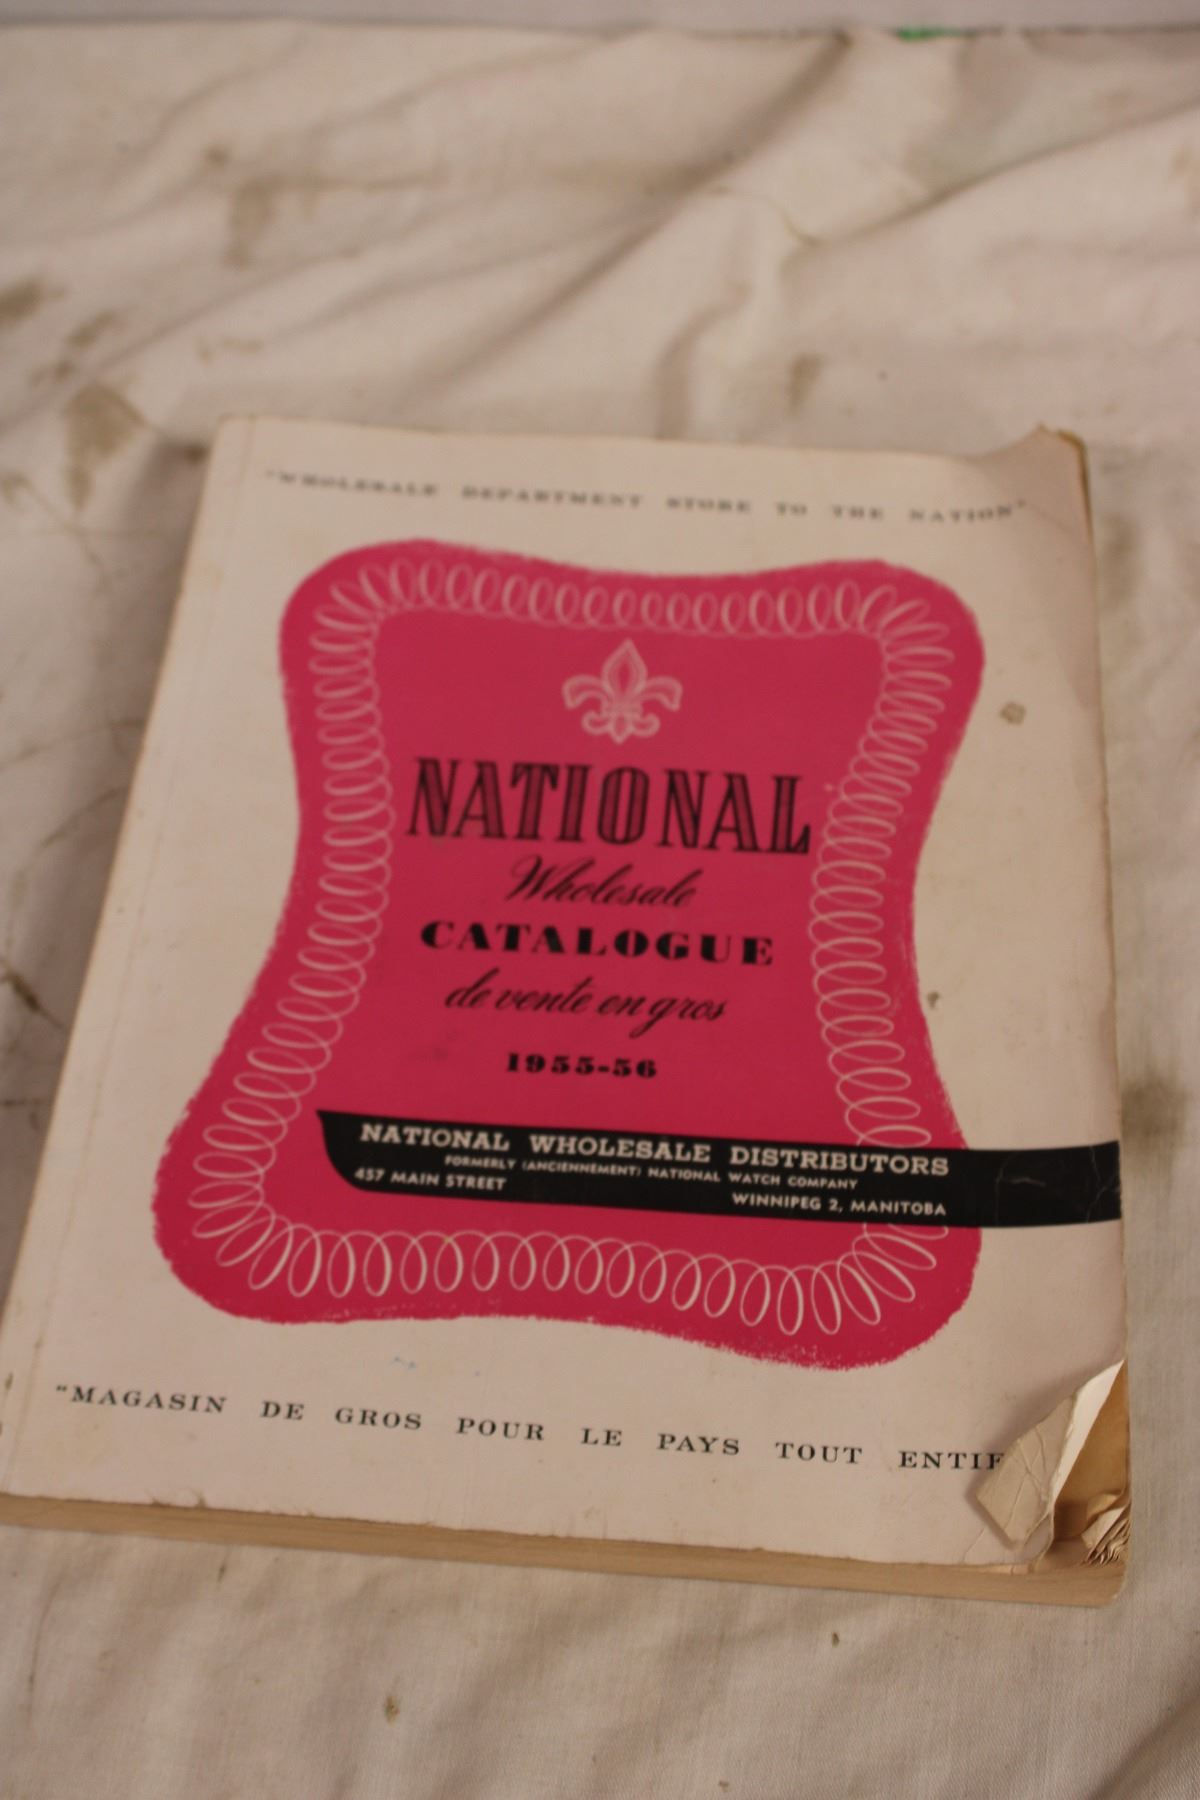 "WHOLESALE DEPARTMENT STORE TO THE NATION"
NATIONAL
Wholesale
CATALOGUE
de vente en gros
1955-56
NATIONAL WHOLESALE DISTRIBUTORS
FORMERLY (ANCIENNEMENT) NATIONAL WATCH COMPANY
457 MAIN STREET
WINNIPEG 2, MANITOBA
"MAGASIN DE GROS POUR LE PAYS TOUT ENTIE